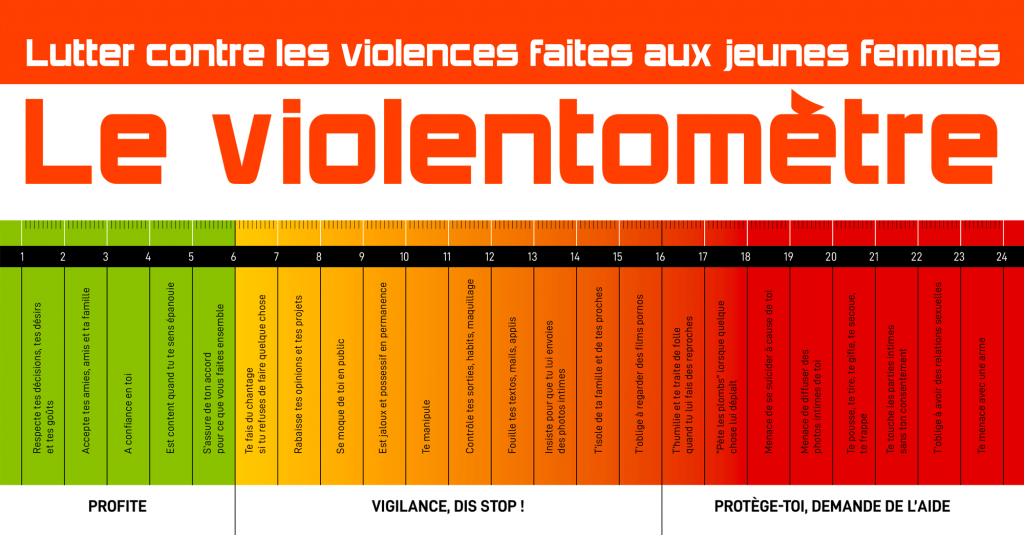 Lutter contre les violences faites aux jeunes femmes
Le violentomètre
1 2 3 4 5 6 7 8 9 10 11 12 13 14 15 16 17 18 19 20 21 22 23 24
Respecte tes décisions, tes désirs
et tes goûts
Accepte tes amies, amis et ta famille
A confiance en toi
Est content quand tu te sens épanouie
S'assure de ton accord
pour ce que vous faites ensemble
Te fais du chantage
si tu refuses de faire quelque chose
Rabaisse tes opinions et tes projets
Se moque de toi en public
Est jaloux et possessif en permanence
Te manipule
Contrôle tes sorties, habits, maquillage
Fouille tes textos, mails, applis
Insiste pour que tu lui envoies
des photos intimes
T'isole de ta famille et de tes proches
T'oblige à regarder des films pornos
T'humilie et te traite de folle
quand tu lui fais des reproches
"Pête les plombs" lorsque quelque
chose lui déplaît
Menace de se suicider à cause de toi
Menace de diffuser des
photos intimes de toi
Te pousse, te tire, te gifle, te secoue,
te frappe
Te touche les parties intimes
sans ton consentement
T'oblige à avoir des relations sexuelles
Te menace avec une arme
PROFITE
VIGILANCE, DIS STOP !
PROTÈGE-TOI, DEMANDE DE L'AIDE